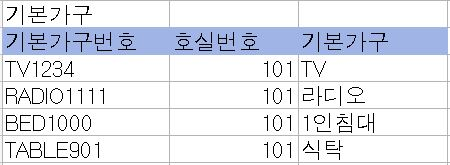 기본가구
기본가구번호 호실번호 기본가구
TV1234 101 TV
RADIO1111 101 라디오
BED1000 101 1인침대
TABLE901 101 식탁